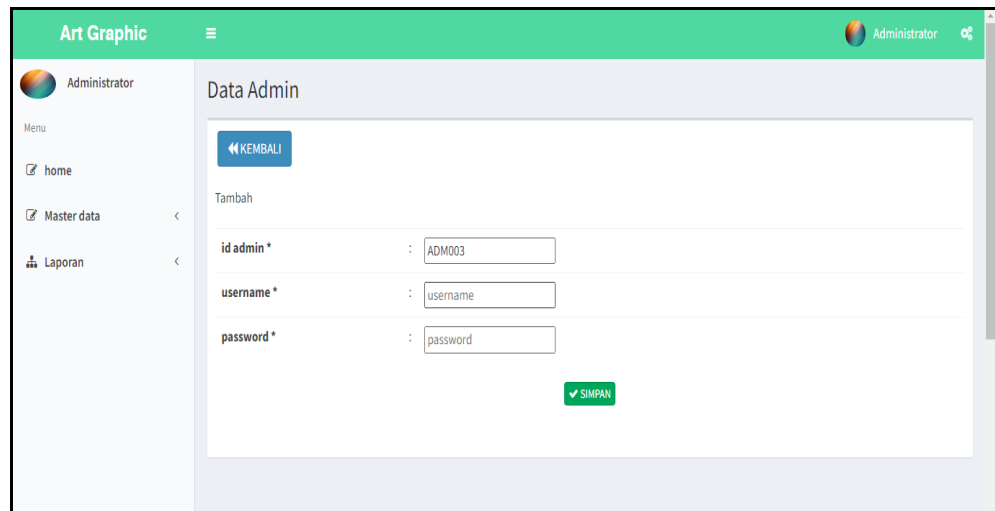 Art Graphic
Administrator
Administrator
Menu
home
Master data
Laporan
Data Admin
KEMBALI
Tambah
id admin * : ADM003
username * : username
password * : password
SIMPAN